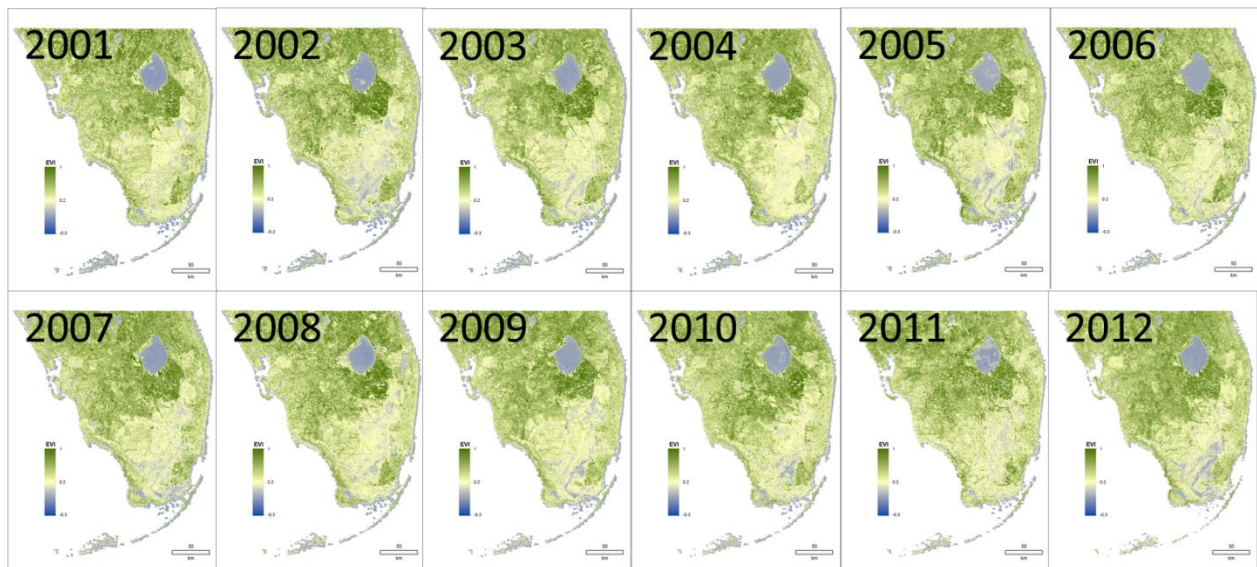 2001 2002 2003 2004 2005 2006
EVI EVI EVI EVI EVI EVI
1 1 1 1 1 1
0.2 0.2 0.2 0.2 0.2 0.2
-0.3 -0.3 -0.3 -0.3 -0.3 -0.3
50 50 50 50 50 50
km km km km km km
2007 2008 2009 2010 2011 2012
EVI EVI EVI EVI EVI EVI
1 1 1 1 1 1
0.2 0.2 0.2 0.2 0.2 0.2
-0.3 -0.3 -0.3 -0.3 -0.3 -0.3
50 50 50 50 50 50
km km km km km km